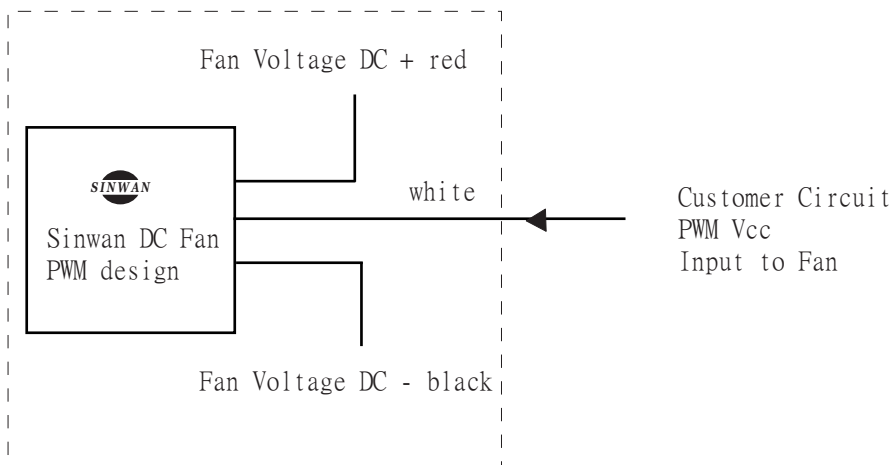 Fan Voltage DC + red
SINWAN
white
Sinwan DC Fan
PWM design
Customer Circuit
PWM Vcc
Input to Fan
Fan Voltage DC - black